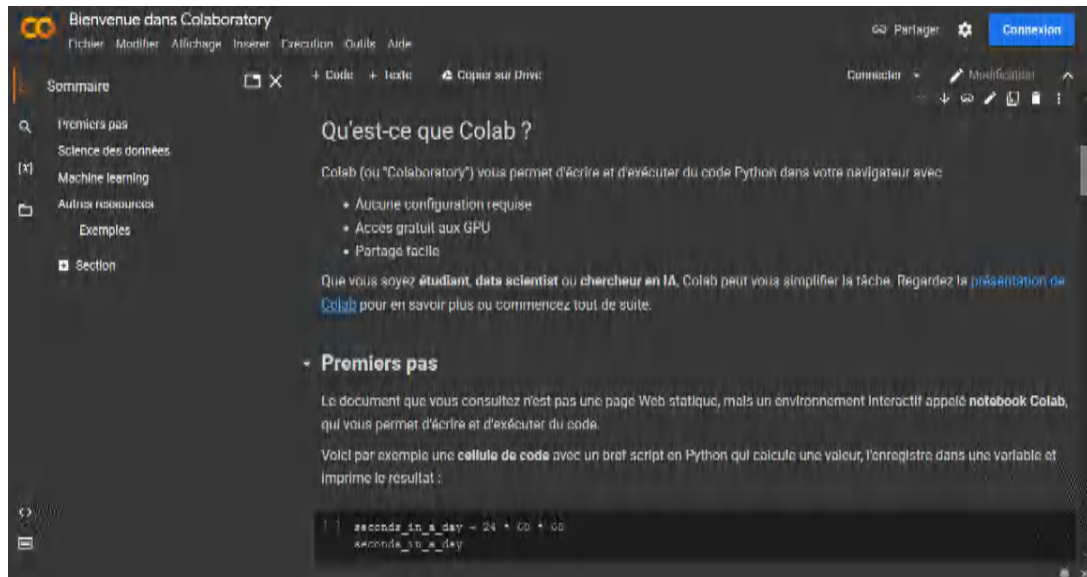 Bienvenue dans Colaboratory
Fichier Modifier Affichage Insérer Exécution Outils Aide
Partager
Connexion
Sommaire
+ Code + Texte Copier sur Drive
Connecter Modification
Premiers pas
Science des données
Machine learning
Autres ressources
Exemples
Section
Qu'est-ce que Colab ?
Colab (ou "Colaboratory") vous permet d'écrire et d'exécuter du code Python dans votre navigateur avec
• Aucune configuration requise
• Accès gratuit aux GPU
• Partage facile
Que vous soyez étudiant, data scientist ou chercheur en IA, Colab peut vous simplifier la tâche. Regardez la présentation de
Colab pour en savoir plus ou commencez tout de suite.
Premiers pas
Le document que vous consultez n'est pas une page Web statique, mais un environnement interactif appelé notebook Colab,
qui vous permet d'écrire et d'exécuter du code.
Voici par exemple une cellule de code avec un bref script en Python qui calcule une valeur, l'enregistre dans une variable et
imprime le résultat :
[ ] seconds_in_a_day = 24 * 60 * 60
seconds_in_a_day